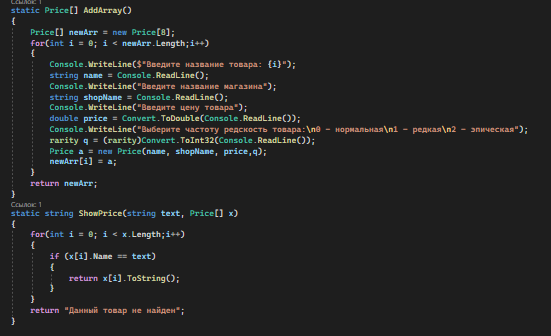 Ссылок: 1
static Price[] AddArray()
{
Price[] newArr = new Price[8];
for(int i = 0; i < newArr.Length;i++)
{
Console.WriteLine($"Введите название товара: {i}");
string name = Console.ReadLine();
Console.WriteLine("Введите название магазина");
string shopName = Console.ReadLine();
Console.WriteLine("Введите цену товара");
double price = Convert.ToDouble(Console.ReadLine());
Console.WriteLine("Выберите частоту редскость товара:\n0 - нормальная\n1 - редкая\n2 - эпическая");
rarity q = (rarity)Convert.ToInt32(Console.ReadLine());
Price a = new Price(name, shopName, price,q);
newArr[i] = a;
}
return newArr;
}
Ссылок: 1
static string ShowPrice(string text, Price[] x)
{
for(int i = 0; i < x.Length;i++)
{
if (x[i].Name == text)
{
return x[i].ToString();
}
}
return "Данный товар не найден";
}